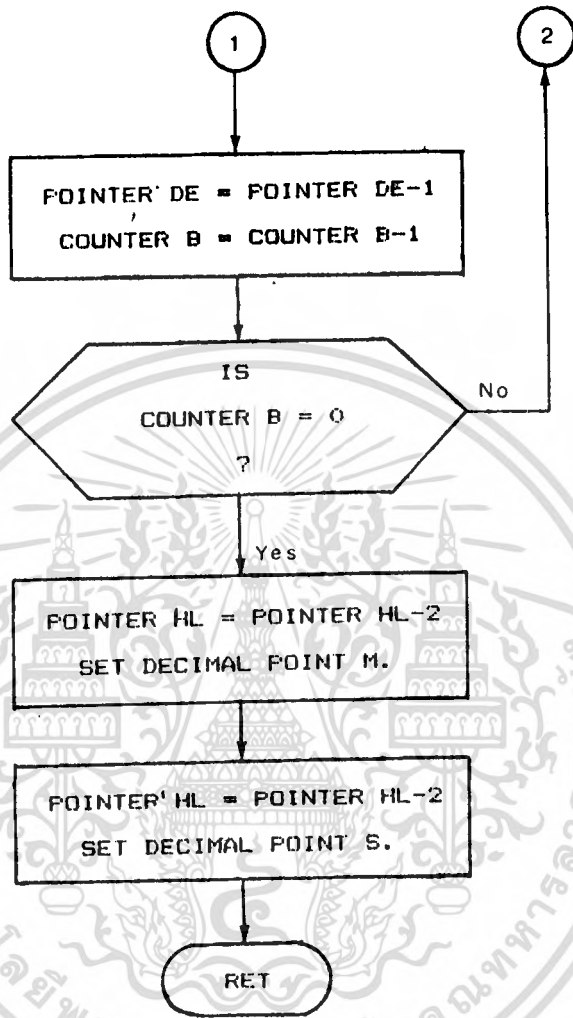 1
2
POINTER DE = POINTER DE-1
COUNTER B = COUNTER B-1
IS
COUNTER B = 0
?
No
Yes
POINTER HL = POINTER HL-2
SET DECIMAL POINT M.
POINTER HL = POINTER HL-2
SET DECIMAL POINT S.
RET